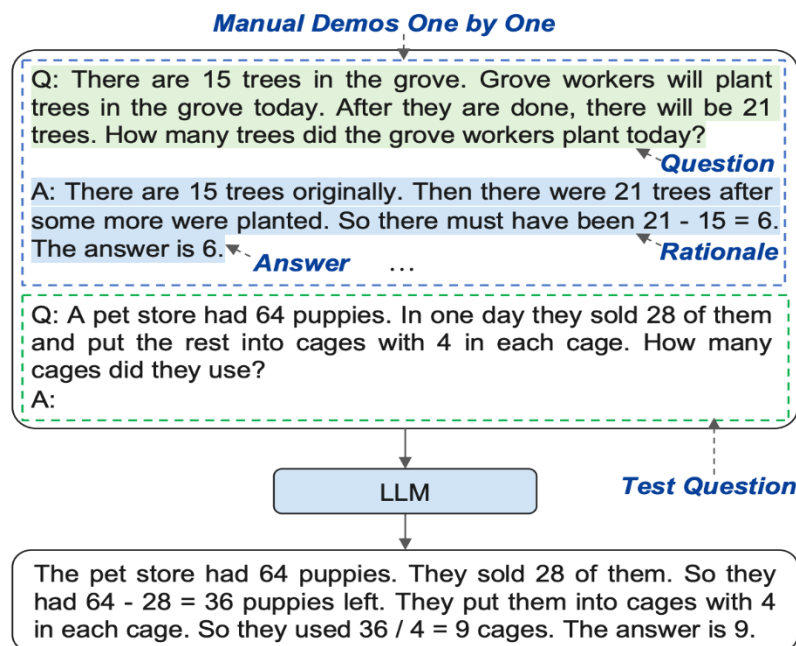 Manual Demos One by One
Q: There are 15 trees in the grove. Grove workers will plant
trees in the grove today. After they are done, there will be 21
trees. How many trees did the grove workers plant today?
Question
A: There are 15 trees originally. Then there were 21 trees after
some more were planted. So there must have been 21 - 15 = 6.
The answer is 6.
Answer
...
Rationale
Q: A pet store had 64 puppies. In one day they sold 28 of them
and put the rest into cages with 4 in each cage. How many
cages did they use?
A:
LLM
Test Question
The pet store had 64 puppies. They sold 28 of them. So they
had 64 - 28 = 36 puppies left. They put them into cages with 4
in each cage. So they used 36 / 4 = 9 cages. The answer is 9.